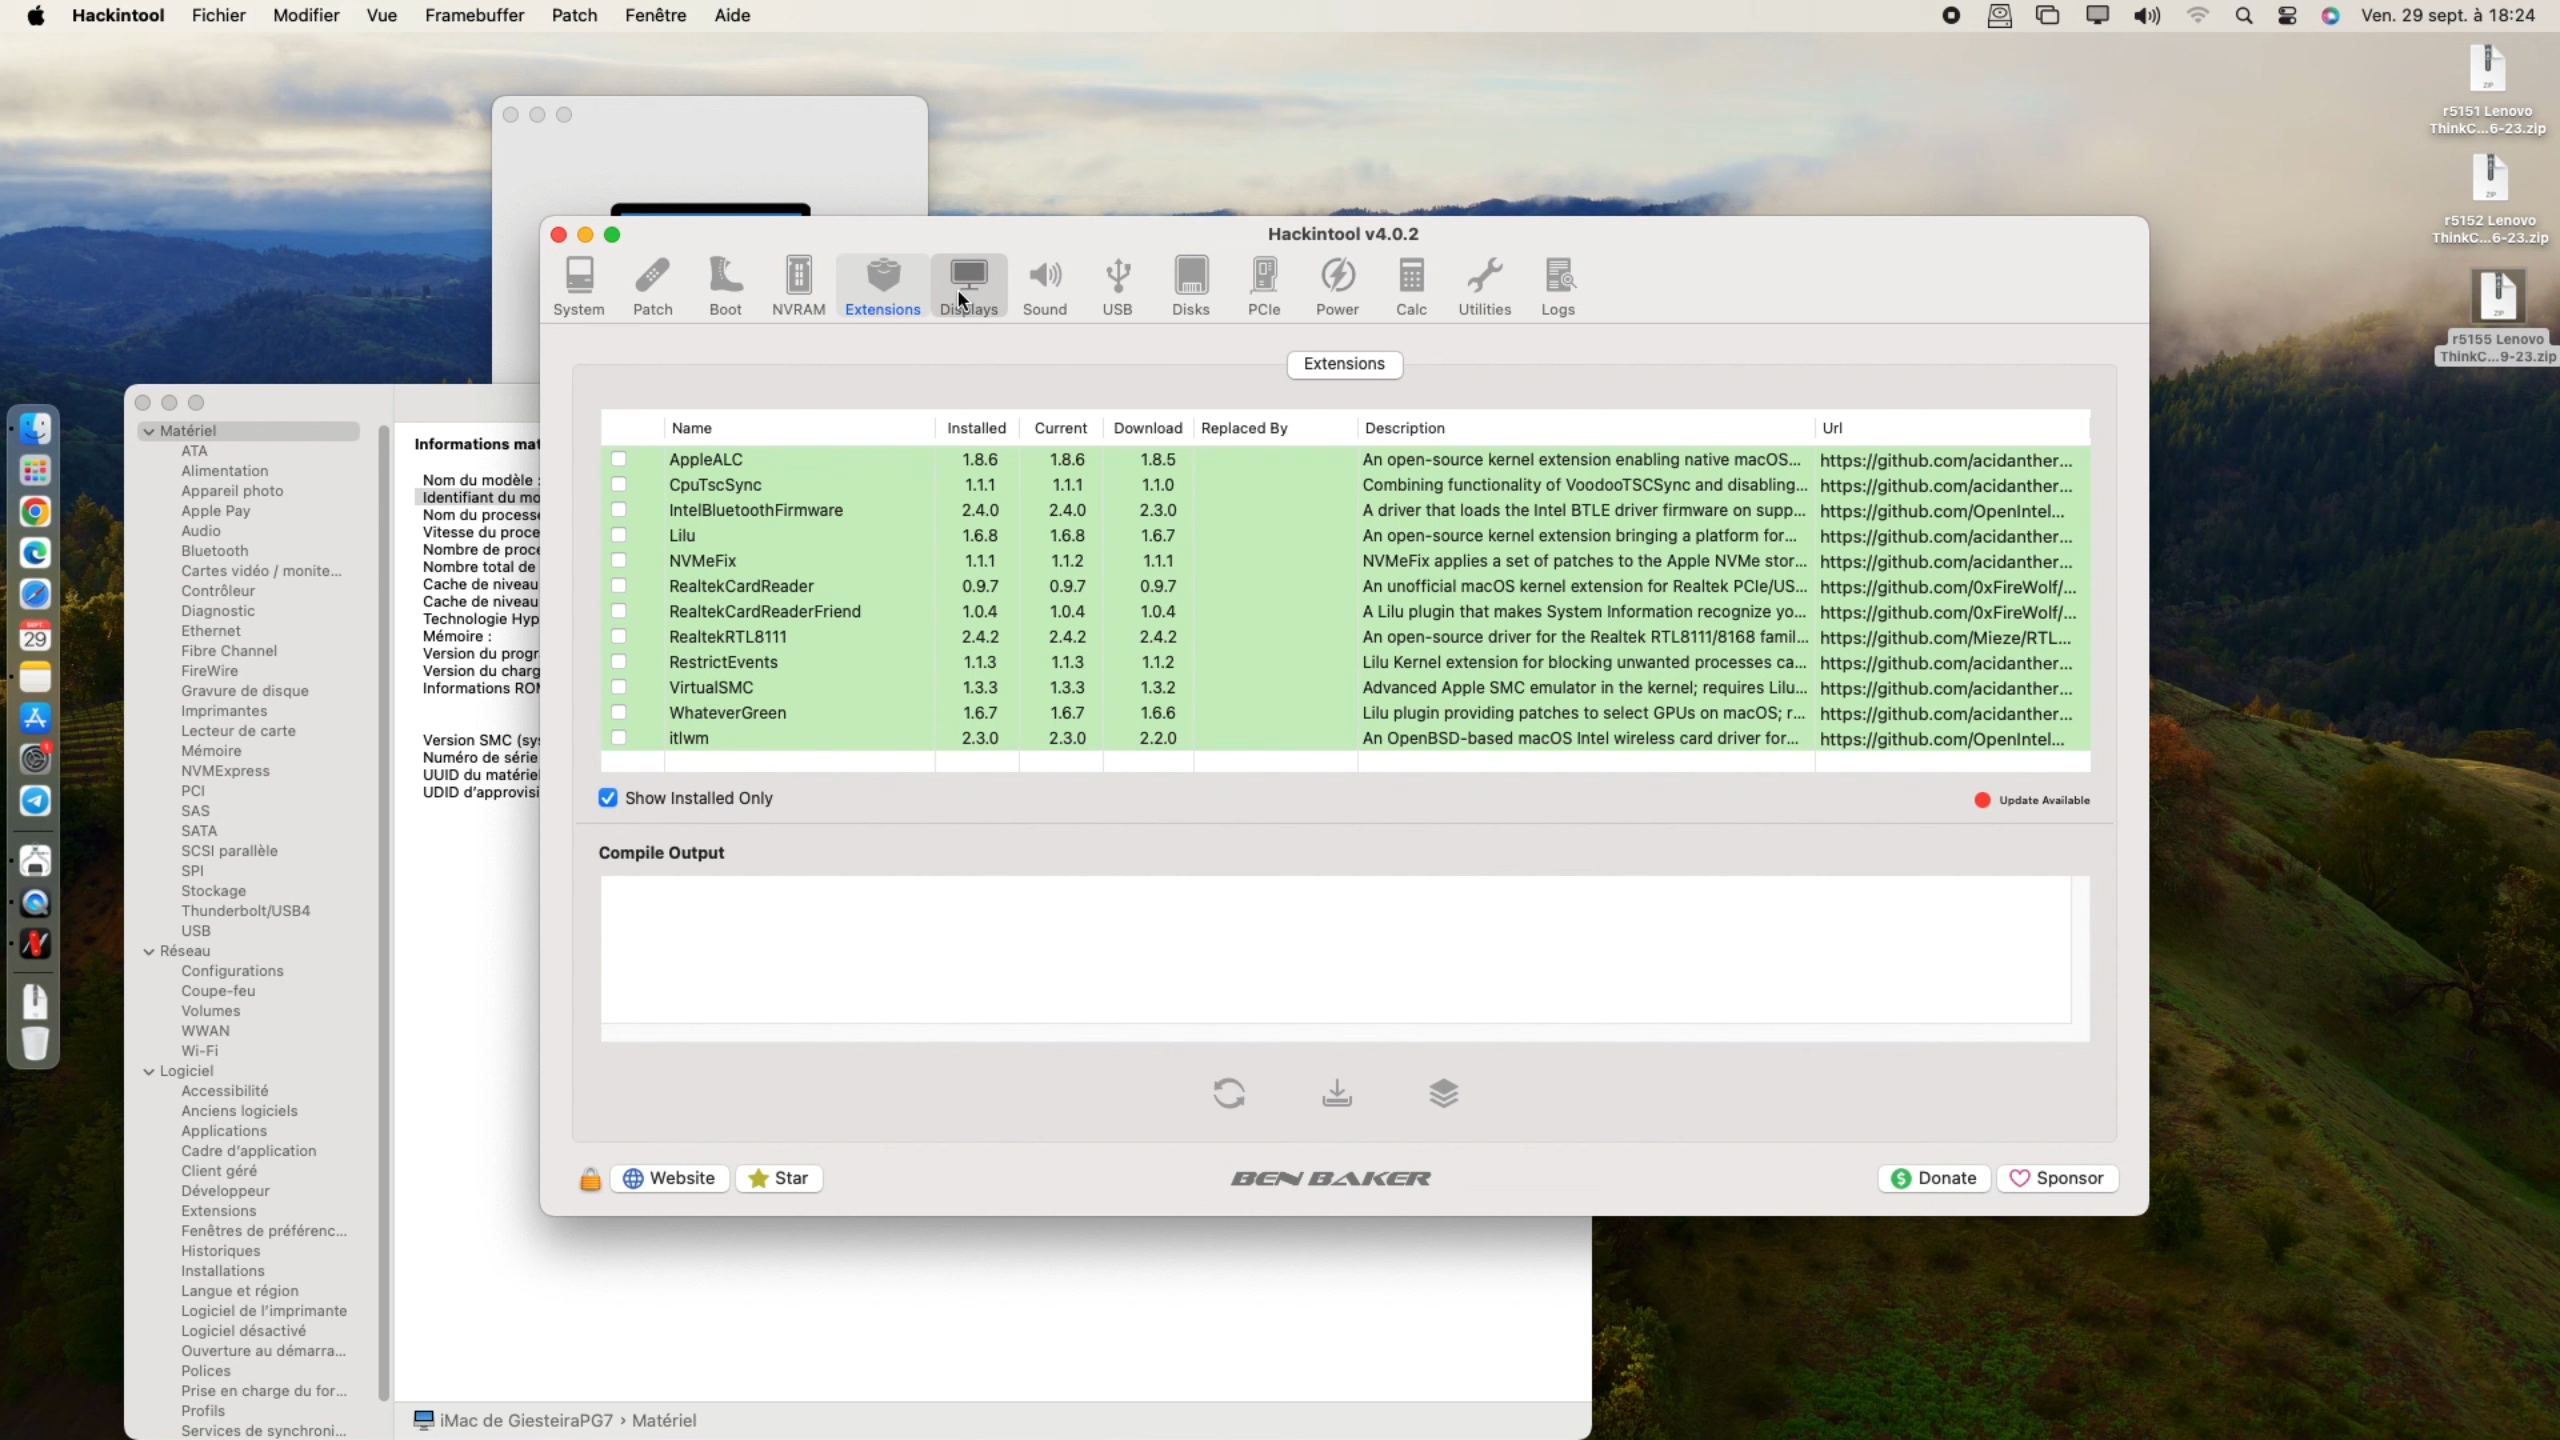 Hackintool Fichier Modifier Vue Framebuffer Patch Fenêtre Aide
Ven. 29 sept. à 18:24
ZIP
r5151 Lenovo
ThinkC...6-23.zip
ZIP
r5152 Lenovo
ThinkC...6-23.zip
ZIP
r5155 Lenovo
ThinkC...9-23.zip
SEPT.
29
1
Matériel
ATA
Alimentation
Appareil photo
Apple Pay
Audio
Bluetooth
Cartes vidéo / monite...
Contrôleur
Diagnostic
Ethernet
Fibre Channel
FireWire
Gravure de disque
Imprimantes
Lecteur de carte
Mémoire
NVMExpress
PCI
SAS
SATA
SCSI parallèle
SPI
Stockage
Thunderbolt/USB4
USB
Réseau
Configurations
Coupe-feu
Volumes
WWAN
Wi-Fi
Logiciel
Accessibilité
Anciens logiciels
Applications
Cadre d'application
Client géré
Développeur
Extensions
Fenêtres de préférenc...
Historiques
Installations
Langue et région
Logiciel de l'imprimante
Logiciel désactivé
Ouverture au démarra...
Polices
Prise en charge du for...
Profils
Services de synchroni...
Informations mat
Nom du modèle :
Identifiant du mo
Nom du processe
Vitesse du proce
Nombre de proce
Nombre total de
Cache de niveau
Cache de niveau
Technologie Hyp
Mémoire :
Version du progr
Version du charg
Informations RO
Version SMC (sy
Numéro de série
UUID du matériel
UDID d'approvisi
iMac de GiesteiraPG7 › Matériel
Hackintool v4.0.2
System Patch Boot NVRAM Extensions Displays Sound USB Disks PCIe Power Calc Utilities Logs
Extensions
Name Installed Current Download Replaced By Description Url
AppleALC 1.8.6 1.8.6 1.8.5 An open-source kernel extension enabling native macOS... https://github.com/acidanther...
CpuTscSync 1.1.1 1.1.1 1.1.0 Combining functionality of VoodooTSCSync and disabling... https://github.com/acidanther...
IntelBluetoothFirmware 2.4.0 2.4.0 2.3.0 A driver that loads the Intel BTLE driver firmware on supp... https://github.com/OpenIntel...
Lilu 1.6.8 1.6.8 1.6.7 An open-source kernel extension bringing a platform for... https://github.com/acidanther...
NVMeFix 1.1.1 1.1.2 1.1.1 NVMeFix applies a set of patches to the Apple NVMe stor... https://github.com/acidanther...
RealtekCardReader 0.9.7 0.9.7 0.9.7 An unofficial macOS kernel extension for Realtek PCIe/US... https://github.com/0xFireWolf/...
RealtekCardReaderFriend 1.0.4 1.0.4 1.0.4 A Lilu plugin that makes System Information recognize yo... https://github.com/0xFireWolf/...
RealtekRTL8111 2.4.2 2.4.2 2.4.2 An open-source driver for the Realtek RTL8111/8168 famil... https://github.com/Mieze/RTL...
RestrictEvents 1.1.3 1.1.3 1.1.2 Lilu Kernel extension for blocking unwanted processes ca... https://github.com/acidanther...
VirtualSMC 1.3.3 1.3.3 1.3.2 Advanced Apple SMC emulator in the kernel; requires Lilu... https://github.com/acidanther...
WhateverGreen 1.6.7 1.6.7 1.6.6 Lilu plugin providing patches to select GPUs on macOS; r... https://github.com/acidanther...
itlwm 2.3.0 2.3.0 2.2.0 An OpenBSD-based macOS Intel wireless card driver for... https://github.com/OpenIntel...
Show Installed Only
Update Available
Compile Output
Website Star BEN BAKER Donate Sponsor